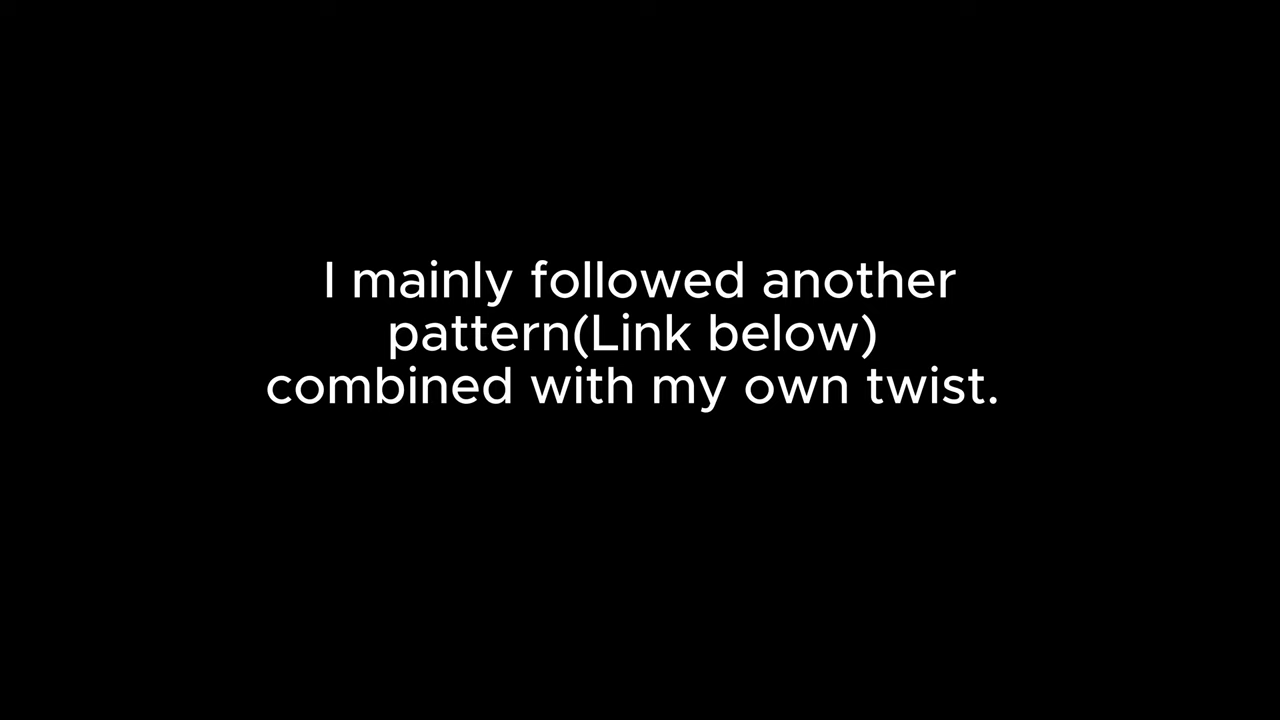 I mainly followed another
pattern(Link below)
combined with my own twist.